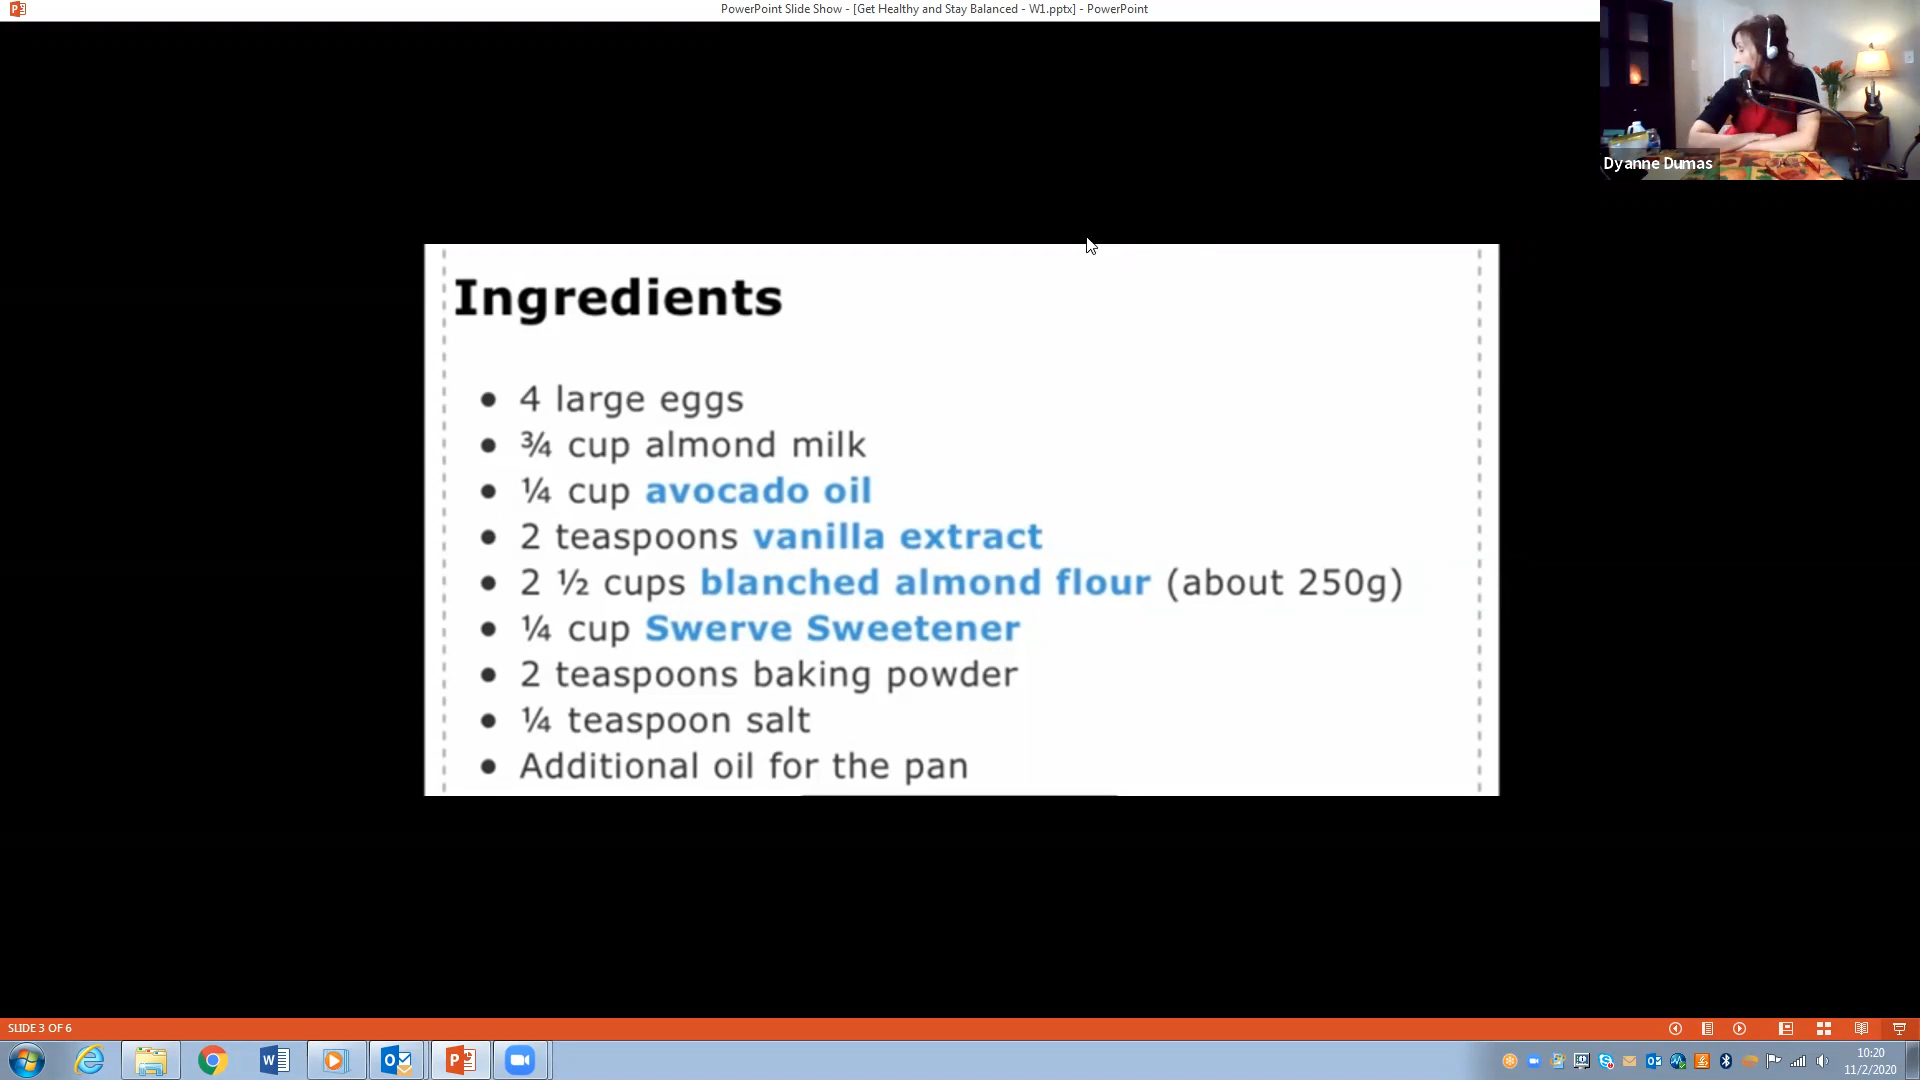 PowerPoint Slide Show - [Get Healthy and Stay Balanced - W1.pptx] - PowerPoint
Dyanne Dumas
Ingredients
• 4 large eggs
• ¾ cup almond milk
• ¼ cup avocado oil
• 2 teaspoons vanilla extract
• 2 ½ cups blanched almond flour (about 250g)
• ¼ cup Swerve Sweetener
• 2 teaspoons baking powder
• ¼ teaspoon salt
• Additional oil for the pan
SLIDE 3 OF 6
10:20
11/2/2020